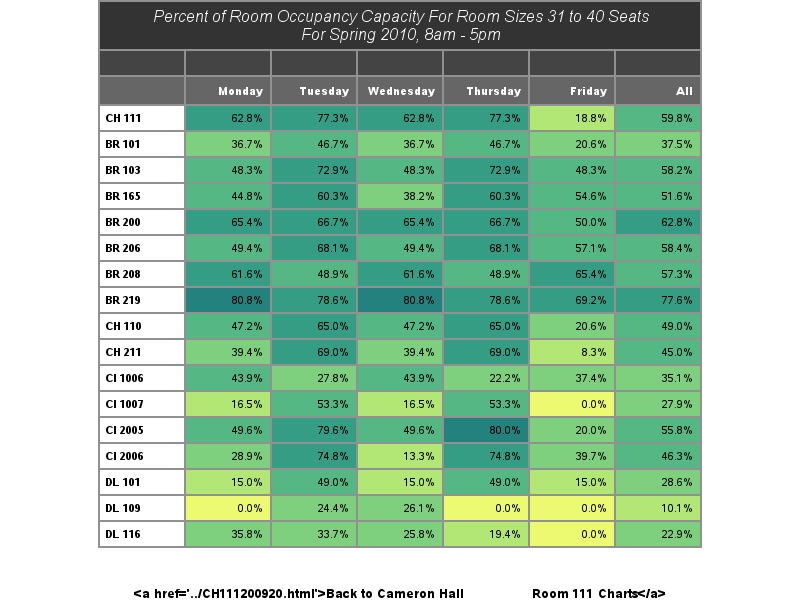 Percent of Room Occupancy Capacity For Room Sizes 31 to 40 Seats
For Spring 2010, 8am - 5pm
Monday Tuesday Wednesday Thursday Friday All
CH 111 62.8% 77.3% 62.8% 77.3% 18.8% 59.8%
BR 101 36.7% 46.7% 36.7% 46.7% 20.6% 37.5%
BR 103 48.3% 72.9% 48.3% 72.9% 48.3% 58.2%
BR 165 44.8% 60.3% 38.2% 60.3% 54.6% 51.6%
BR 200 65.4% 66.7% 65.4% 66.7% 50.0% 62.8%
BR 206 49.4% 68.1% 49.4% 68.1% 57.1% 58.4%
BR 208 61.6% 48.9% 61.6% 48.9% 65.4% 57.3%
BR 219 80.8% 78.6% 80.8% 78.6% 69.2% 77.6%
CH 110 47.2% 65.0% 47.2% 65.0% 20.6% 49.0%
CH 211 39.4% 69.0% 39.4% 69.0% 8.3% 45.0%
CI 1006 43.9% 27.8% 43.9% 22.2% 37.4% 35.1%
CI 1007 16.5% 53.3% 16.5% 53.3% 0.0% 27.9%
CI 2005 49.6% 79.6% 49.6% 80.0% 20.0% 55.8%
CI 2006 28.9% 74.8% 13.3% 74.8% 39.7% 46.3%
DL 101 15.0% 49.0% 15.0% 49.0% 15.0% 28.6%
DL 109 0.0% 24.4% 26.1% 0.0% 0.0% 10.1%
DL 116 35.8% 33.7% 25.8% 19.4% 0.0% 22.9%
<a href='../CH111200920.html'>Back to Cameron Hall Room 111 Charts</a>